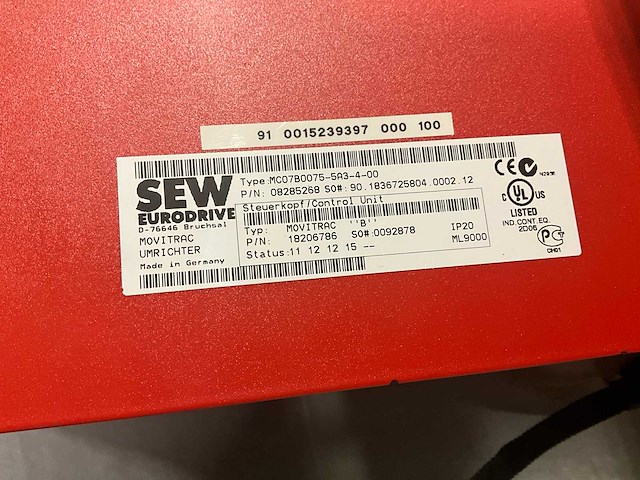 91 0015239397 000 100
SEW
EURODRIVE
D-76646 Bruchsal
MOVITRAC
UMRICHTER
Made in Germany
Type:MC07B0075-5A3-4-00
P/N: 08285268 SO#:90.1836725804.0002.12
Steuerkopf/Control Unit
Typ: MOVITRAC ''B'' IP20
P/N: 18206786 SO#:0092878 ML9000
Status:11 12 12 15 --
CE
C UL US
LISTED
IND.CONT.EQ.
2D06